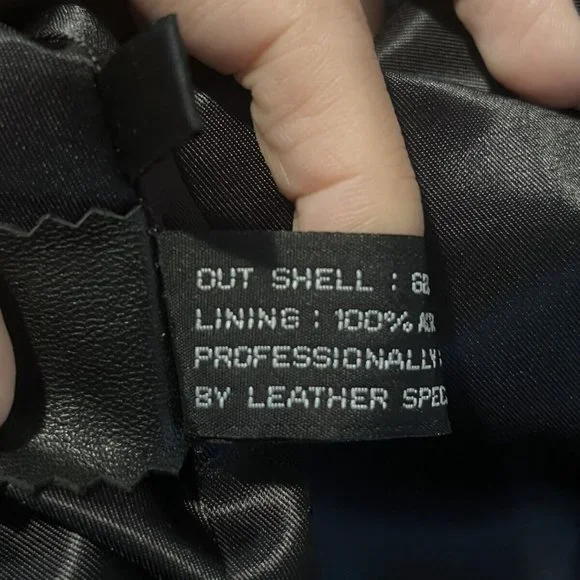 OUT SHELL :
LINING : 100%
PROFESSIONALLY
BY LEATHER